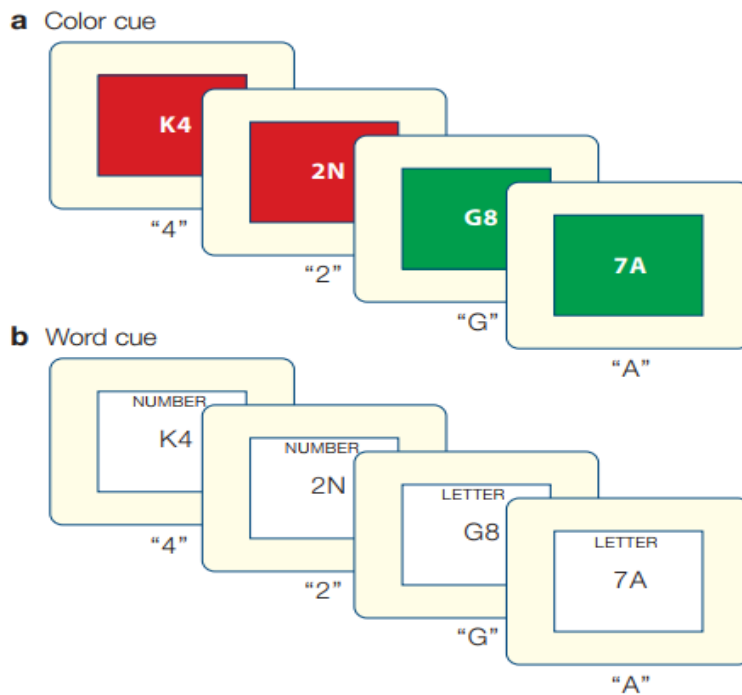 a Color cue
K4
"4"
2N
"2"
G8
"G"
7A
"A"
b Word cue
NUMBER
K4
"4"
NUMBER
2N
"2"
LETTER
G8
"G"
LETTER
7A
"A"